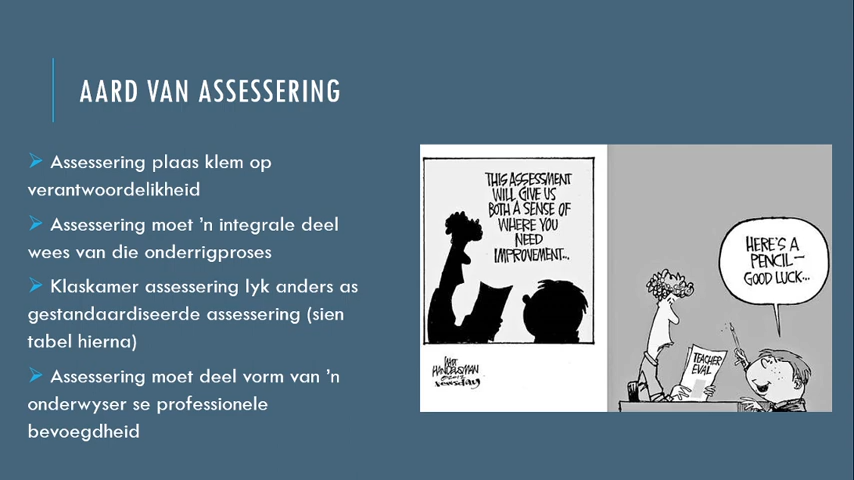 AARD VAN ASSESSERING
Assessering plaas klem op
verantwoordelikheid
Assessering moet 'n integrale deel
wees van die onderrigproses
Klaskamer assessering lyk anders as
gestandaardiseerde assessering (sien
tabel hierna)
Assessering moet deel vorm van 'n
onderwyser se professionele
bevoegdheid
THIS ASSESSMENT
WILL GIVE US
BOTH A SENSE OF
WHERE YOU
NEED
IMPROVEMENT...
HANDELSMAN
HERE'S A
PENCIL—
GOOD LUCK...
TEACHER
EVAL